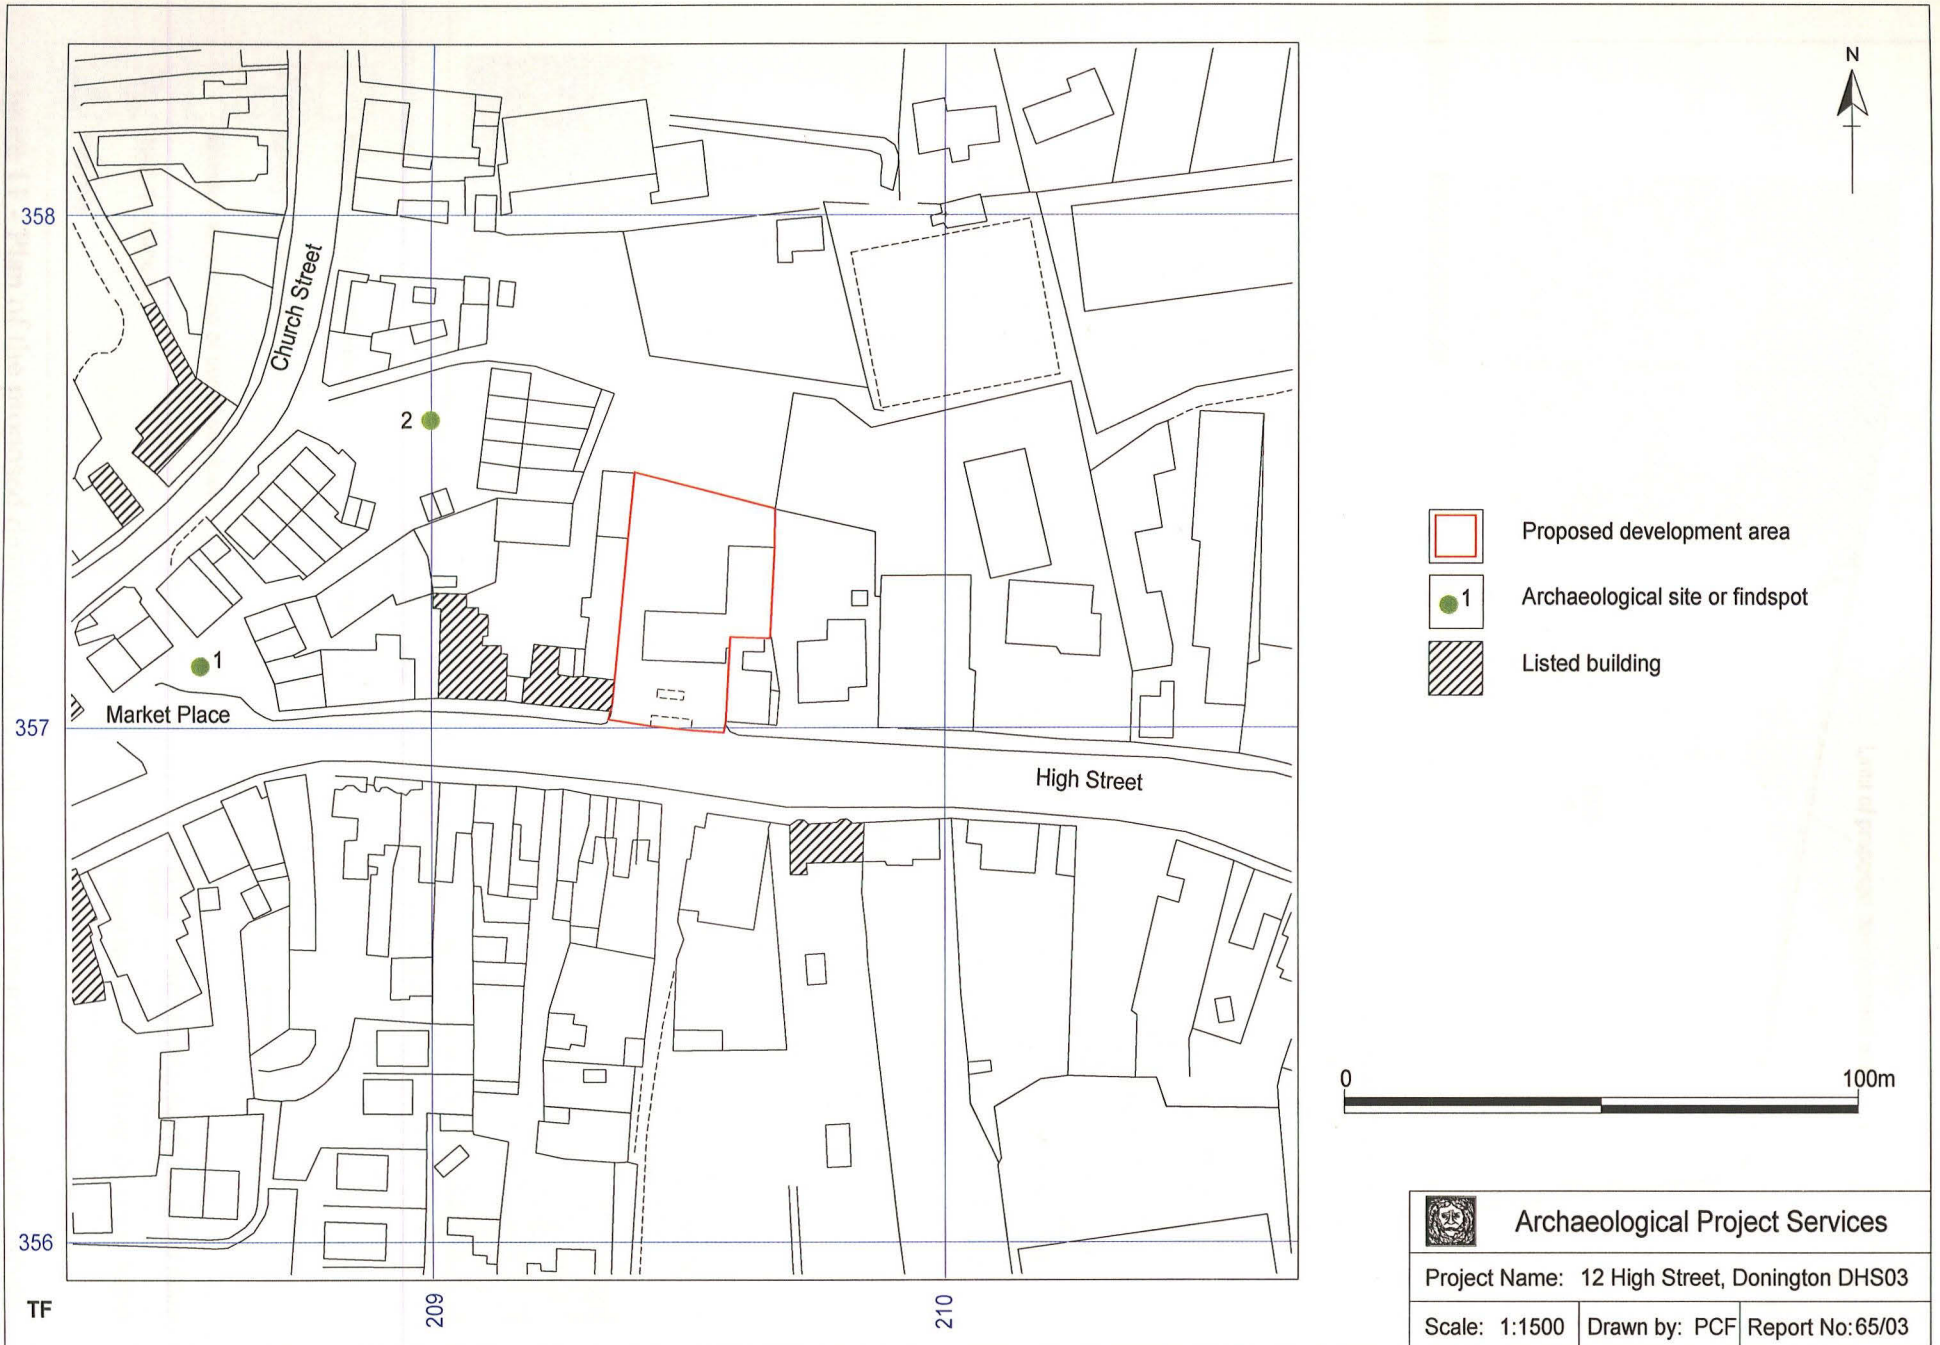 N
358
Church Street
2
Proposed development area
1
Archaeological site or findspot
Listed building
1
Market Place
357
High Street
0
100m
Archaeological Project Services
356
Project Name: 12 High Street, Donington DHS03
TF
209
210
Scale: 1:1500
Drawn by: PCF
Report No: 65/03